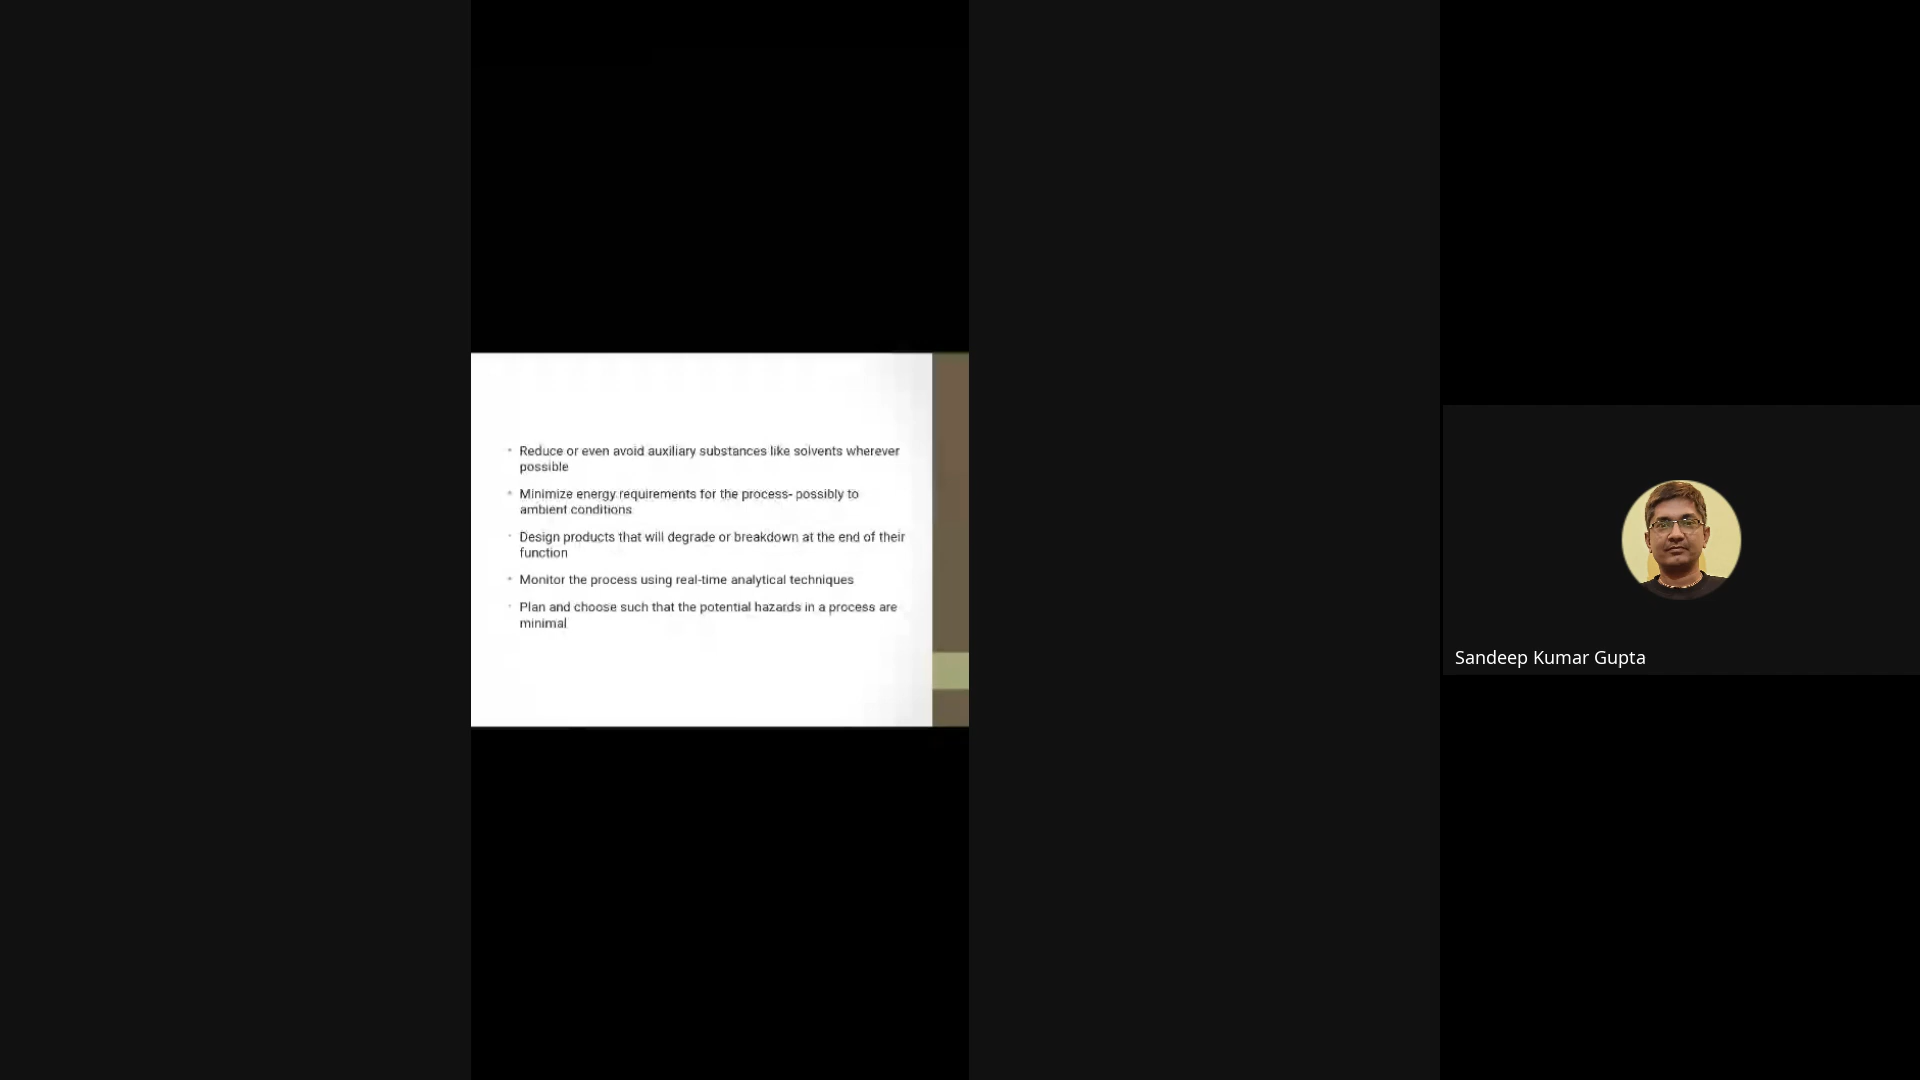 Reduce or even avoid auxiliary substances like solvents wherever
possible
Minimize energy requirements for the process- possibly to
ambient conditions
Design products that will degrade or breakdown at the end of their
function
Monitor the process using real-time analytical techniques
Plan and choose such that the potential hazards in a process are
minimal
Sandeep Kumar Gupta